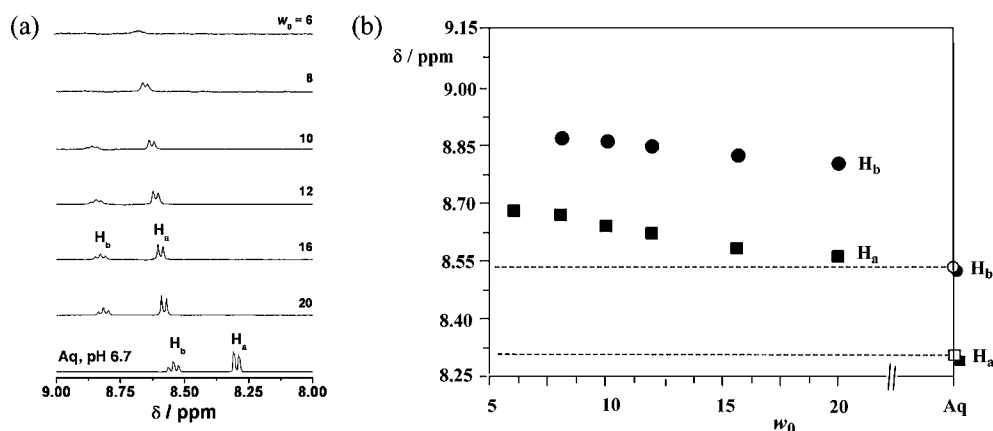 (a)
w₀ = 6
8
10
12
H_b H_a
16
20
Aq, pH 6.7 H_b H_a
9.00 8.75 8.50 8.25 8.00
δ / ppm
(b)
9.15
δ / ppm
9.00
8.85
8.70
8.55
8.40
8.25
H_b
H_a
H_b
H_a
5 10 15 20 Aq
w₀